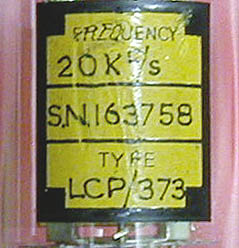 FREQUENCY
20 Kc/s
S.N.163758
TYPE
LCP/373